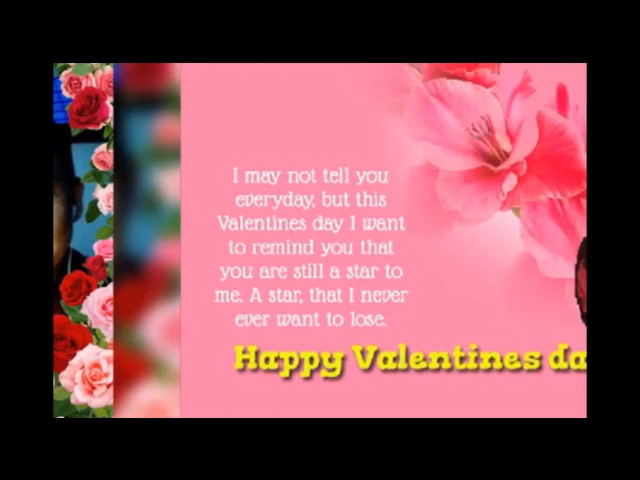 I may not tell you
everyday, but this
Valentines day I want
to remind you that
you are still a star to
me. A star, that I never
ever want to lose.
Happy Valentines da